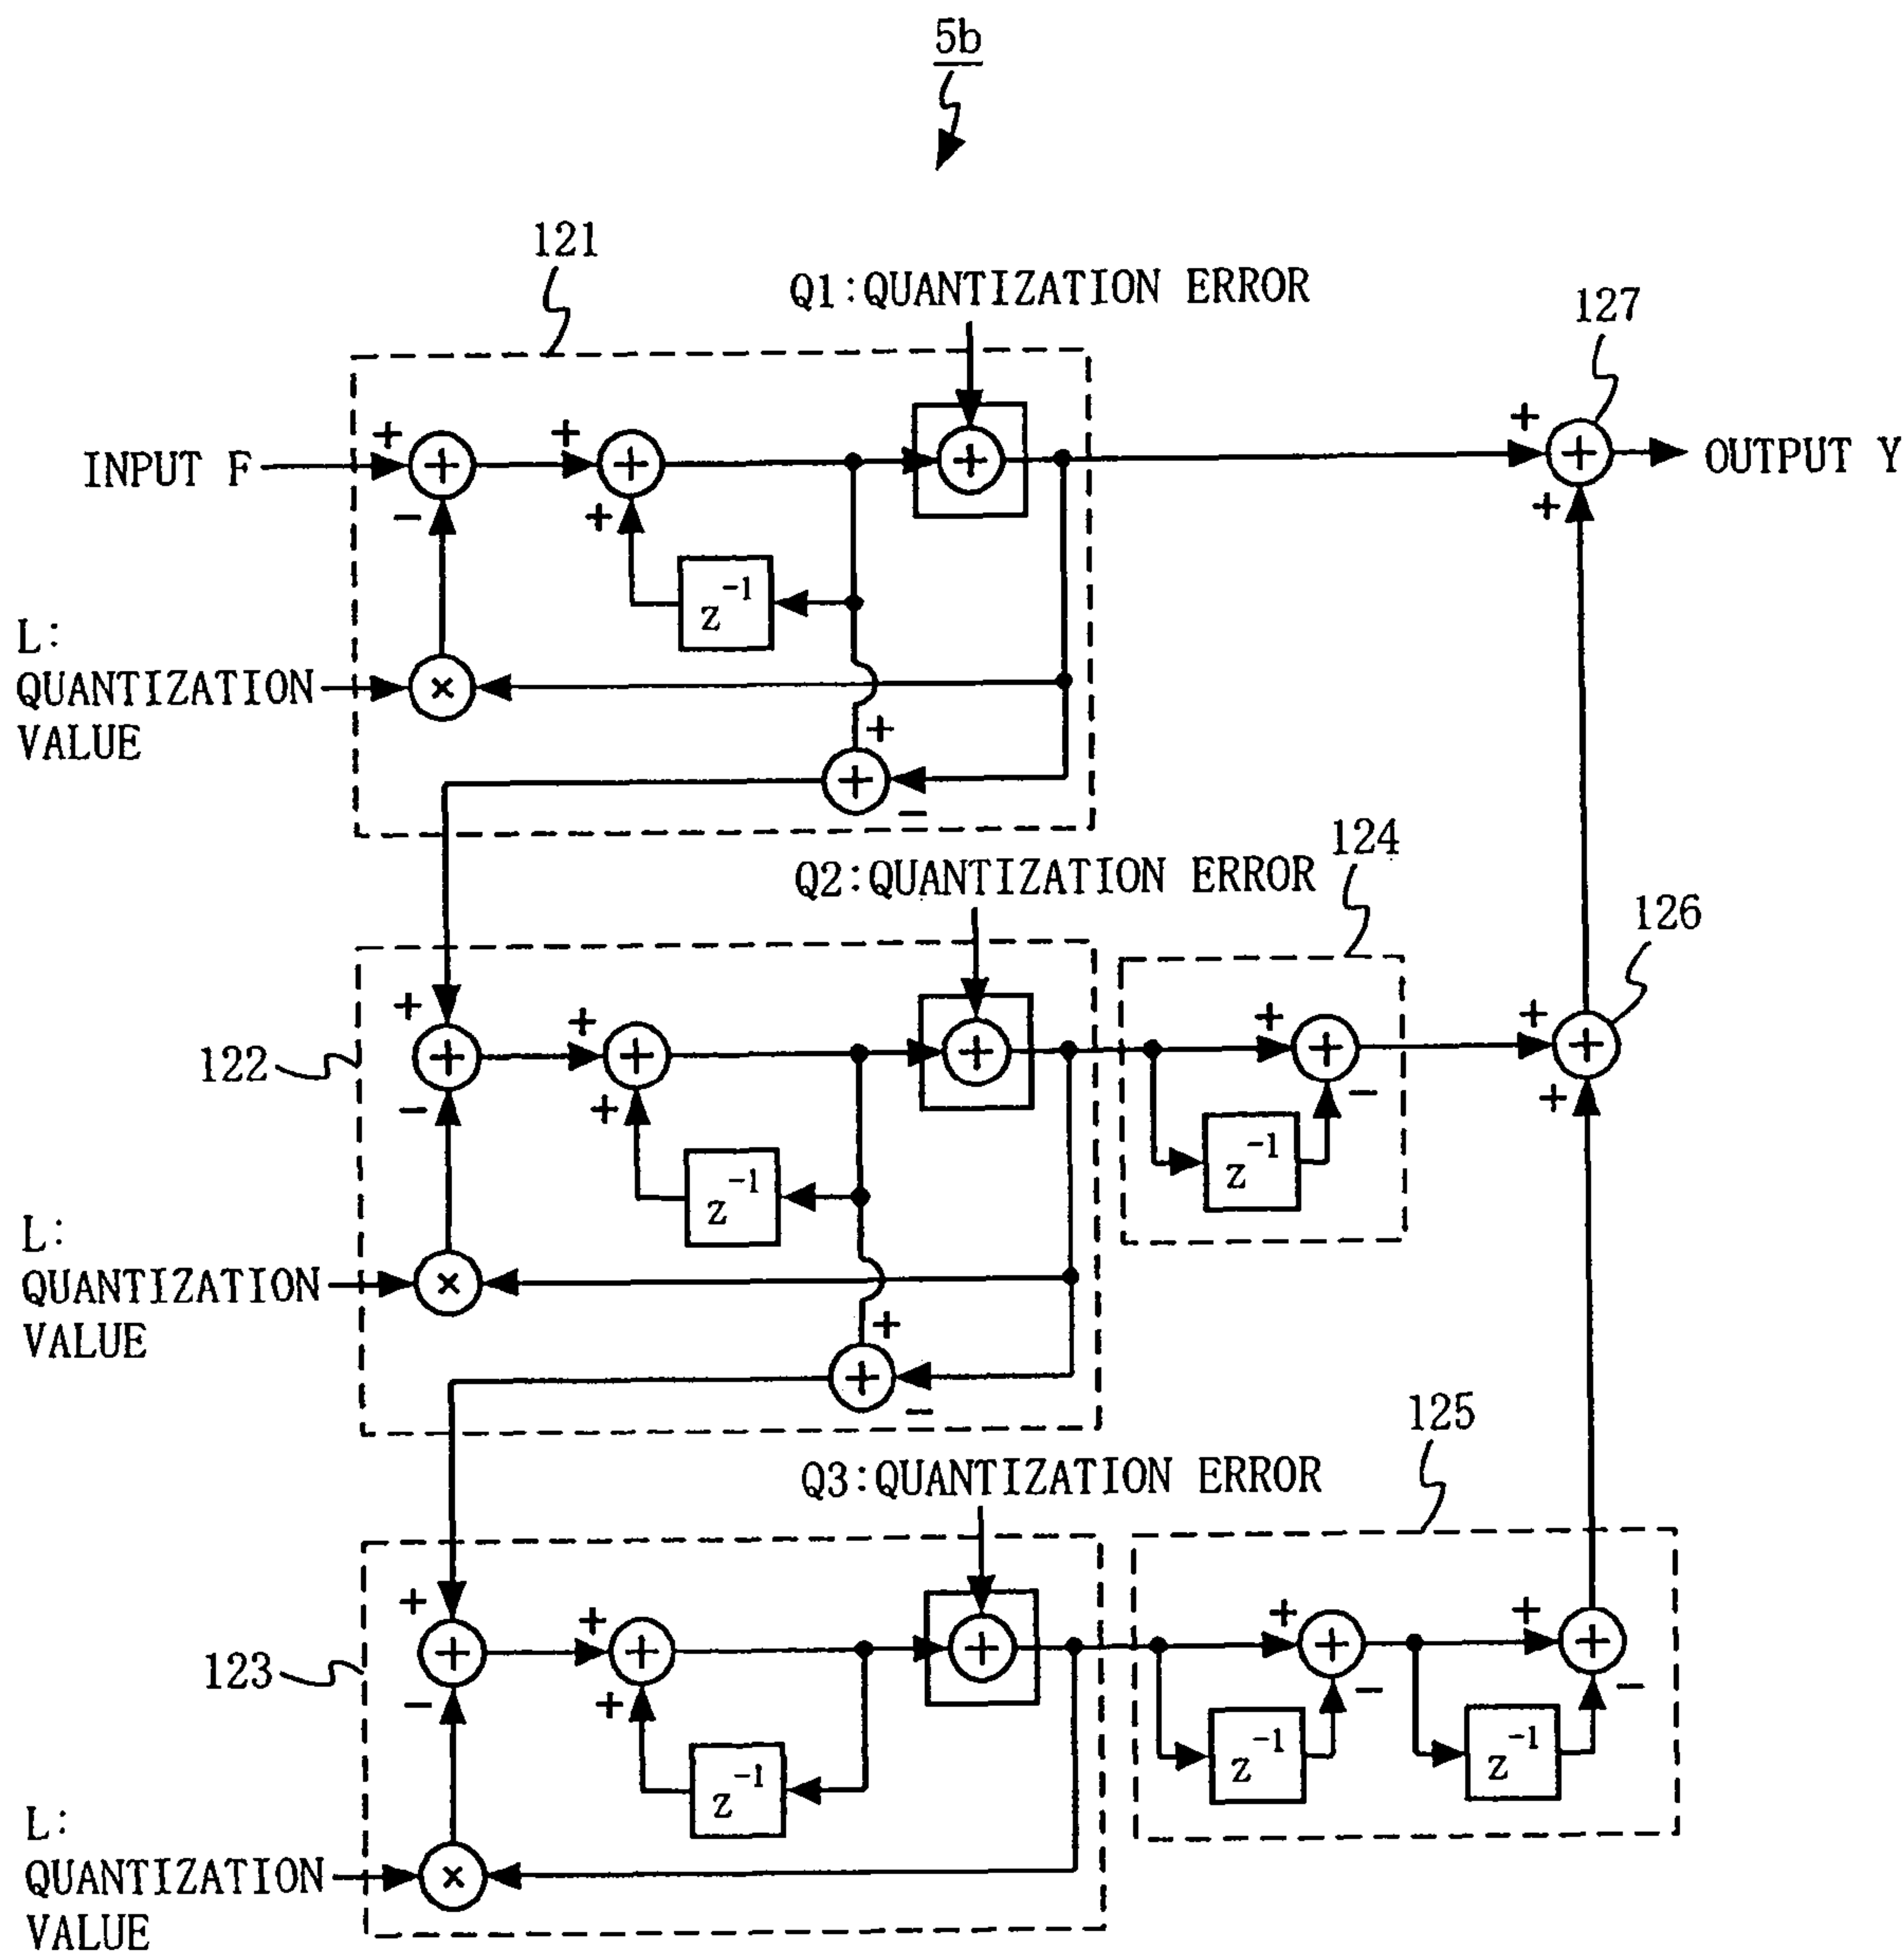 5b
121
Q1:QUANTIZATION ERROR
127
+
+
+
+
+
INPUT F
+
+
OUTPUT Y
−
+
+
z⁻¹
L:
QUANTIZATION
VALUE
×
+
+
−
124
Q2:QUANTIZATION ERROR
126
+
+
+
+
122
+
+
+
+
+
−
+
−
+
z⁻¹
z⁻¹
L:
QUANTIZATION
VALUE
×
+
+
−
125
Q3:QUANTIZATION ERROR
+
+
+
+
123
+
+
+
+
+
−
+
−
−
z⁻¹
z⁻¹
z⁻¹
L:
QUANTIZATION
VALUE
×